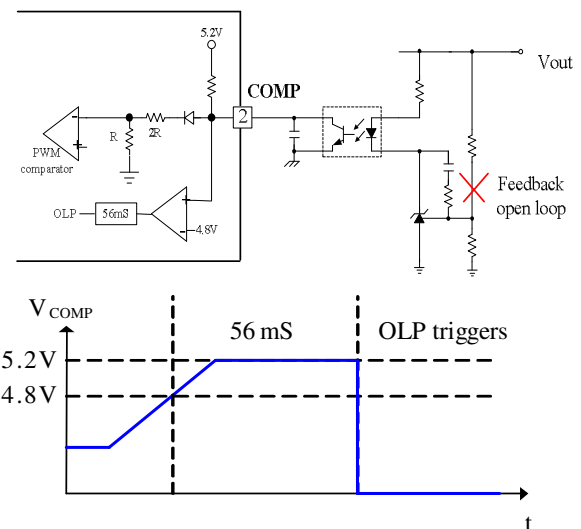 5.2V
Vout
COMP
2
R
2R
PWM
comparator
Feedback
open loop
OLP
56mS
4.8V
VCOMP
56 mS
OLP triggers
5.2V
4.8V
t